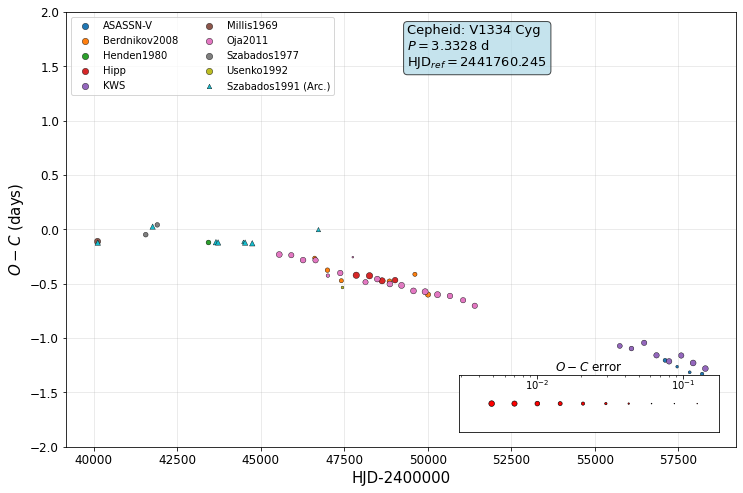 ASASSN-V
Berdnikov2008
Henden1980
Hipp
KWS
Millis1969
Oja2011
Szabados1977
Usenko1992
Szabados1991 (Arc.)
Cepheid: V1334 Cyg
P = 3.3328 d
HJD_ref = 2441760.245
2.0
1.5
1.0
0.5
0.0
−0.5
−1.0
−1.5
−2.0
O − C (days)
O − C error
10^−2
10^−1
40000
42500
45000
47500
50000
52500
55000
57500
HJD-2400000